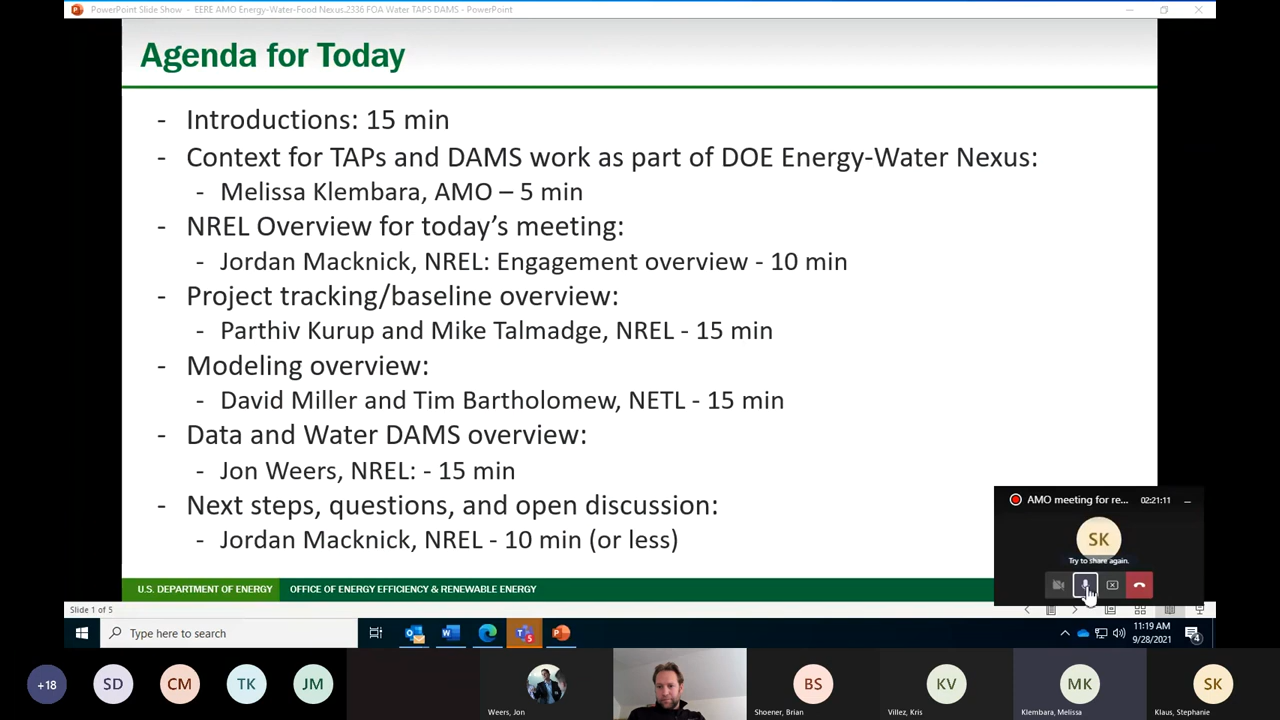 PowerPoint Slide Show - EERE AMO Energy-Water-Food Nexus.2336 FOA Water TAPS DAMS - PowerPoint
Agenda for Today
- Introductions: 15 min
- Context for TAPs and DAMS work as part of DOE Energy-Water Nexus:
- Melissa Klembara, AMO – 5 min
- NREL Overview for today's meeting:
- Jordan Macknick, NREL: Engagement overview - 10 min
- Project tracking/baseline overview:
- Parthiv Kurup and Mike Talmadge, NREL - 15 min
- Modeling overview:
- David Miller and Tim Bartholomew, NETL - 15 min
- Data and Water DAMS overview:
- Jon Weers, NREL: - 15 min
- Next steps, questions, and open discussion:
- Jordan Macknick, NREL - 10 min (or less)
AMO meeting for re... 02:21:11
SK
Try to share again.
U.S. DEPARTMENT OF ENERGY OFFICE OF ENERGY EFFICIENCY & RENEWABLE ENERGY
Slide 1 of 5
Type here to search
11:19 AM
9/28/2021
4
+18 SD CM TK JM BS KV MK SK
Weers, Jon Shoener, Brian Villez, Kris Klembara, Melissa Klaus, Stephanie